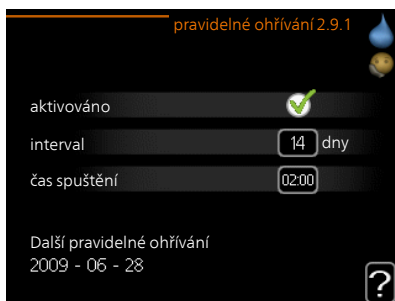 pravidelné ohřívání 2.9.1
aktivováno
interval 14 dny
čas spuštění 02:00
Další pravidelné ohřívání
2009 - 06 - 28
?